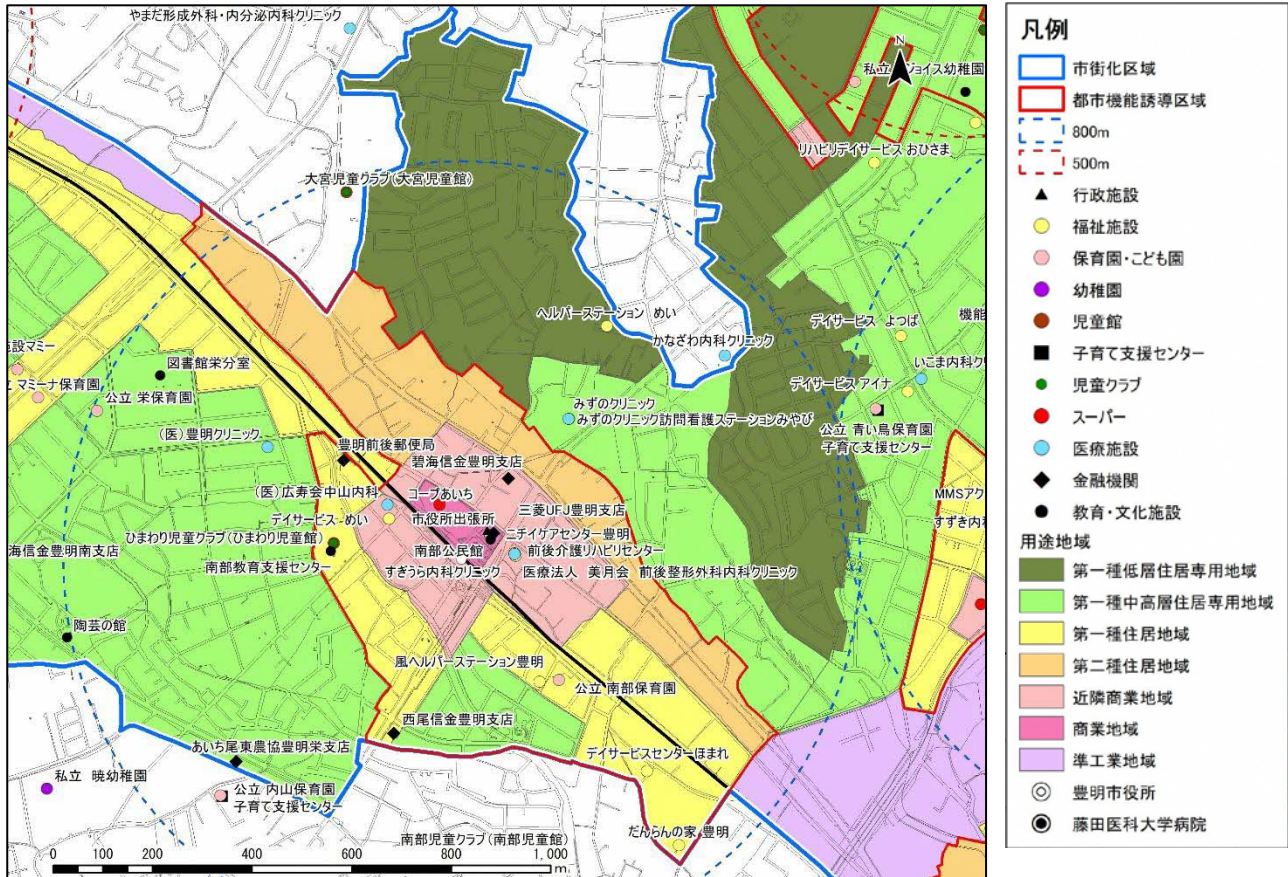 やまだ形成外科・内分泌内科クリニック
N
私立 ジョイス幼稚園
リハビリデイサービス おひさま
大宮児童クラブ(大宮児童館)
ヘルパーステーション めい
かなざわ内科クリニック
デイサービス よつば
機能
いこま内科ク
施設マミー
図書館栄分室
立 マミーナ保育園
公立 栄保育園
みずのクリニック
みずのクリニック訪問看護ステーションみやび
デイサービス アイナ
公立 青い鳥保育園
子育て支援センター
(医)豊明クリニック
豊明前後郵便局
碧海信金豊明支店
MMSアク
(医)広寿会中山内科
コープあいち
デイサービス めい
市役所出張所
三菱UFJ豊明支店
すずき内科
ひまわり児童クラブ(ひまわり児童館)
ニチイケアセンター豊明
海信金豊明南支店
南部公民館
前後介護リハビリセンター
南部教育支援センター
すぎうら内科クリニック
医療法人 美月会 前後整形外科内科クリニック
陶芸の館
風ヘルパーステーション豊明
公立 南部保育園
西尾信金豊明支店
あいち尾東農協豊明栄支店
デイサービスセンターほまれ
私立 暁幼稚園
公立 内山保育園
子育て支援センター
南部児童クラブ(南部児童館)
だんらんの家 豊明
0 100 200 400 600 800 1,000
m
凡例
市街化区域
都市機能誘導区域
800m
500m
行政施設
福祉施設
保育園・こども園
幼稚園
児童館
子育て支援センター
児童クラブ
スーパー
医療施設
金融機関
教育・文化施設
用途地域
第一種低層住居専用地域
第一種中高層住居専用地域
第一種住居地域
第二種住居地域
近隣商業地域
商業地域
準工業地域
豊明市役所
藤田医科大学病院